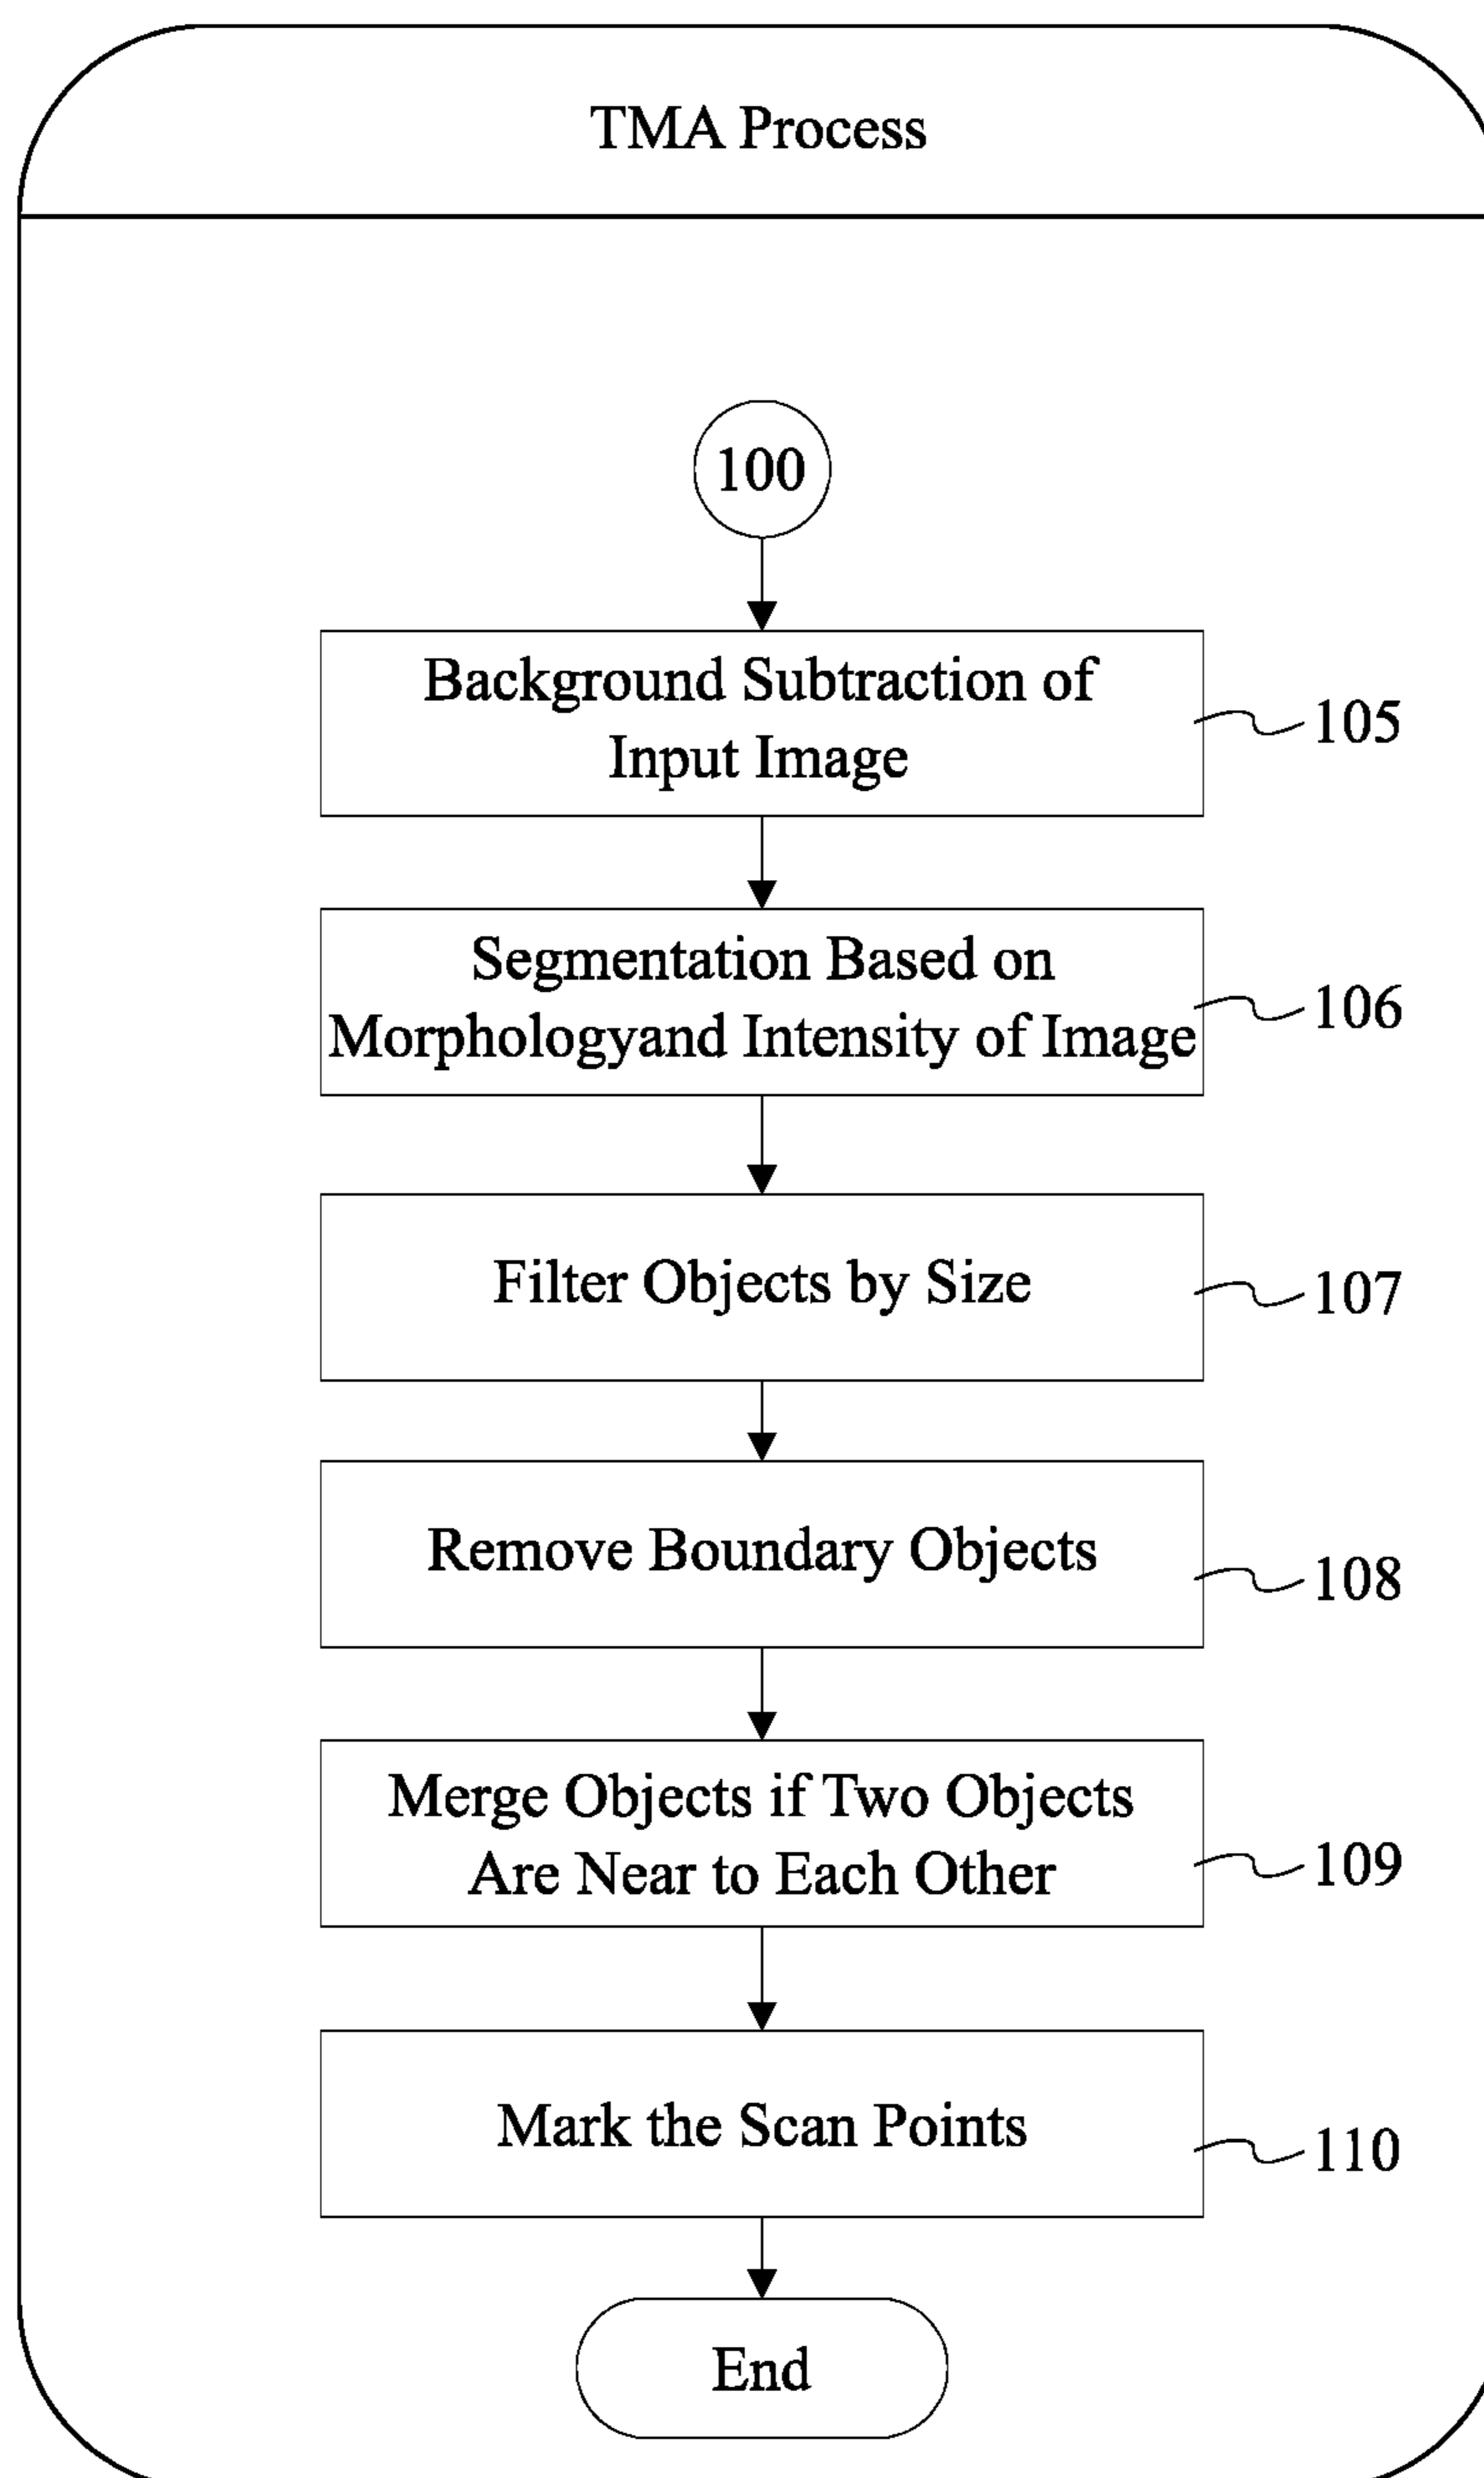 TMA Process
100
Background Subtraction of
Input Image
105
Segmentation Based on
Morphologyand Intensity of Image
106
Filter Objects by Size
107
Remove Boundary Objects
108
Merge Objects if Two Objects
Are Near to Each Other
109
Mark the Scan Points
110
End